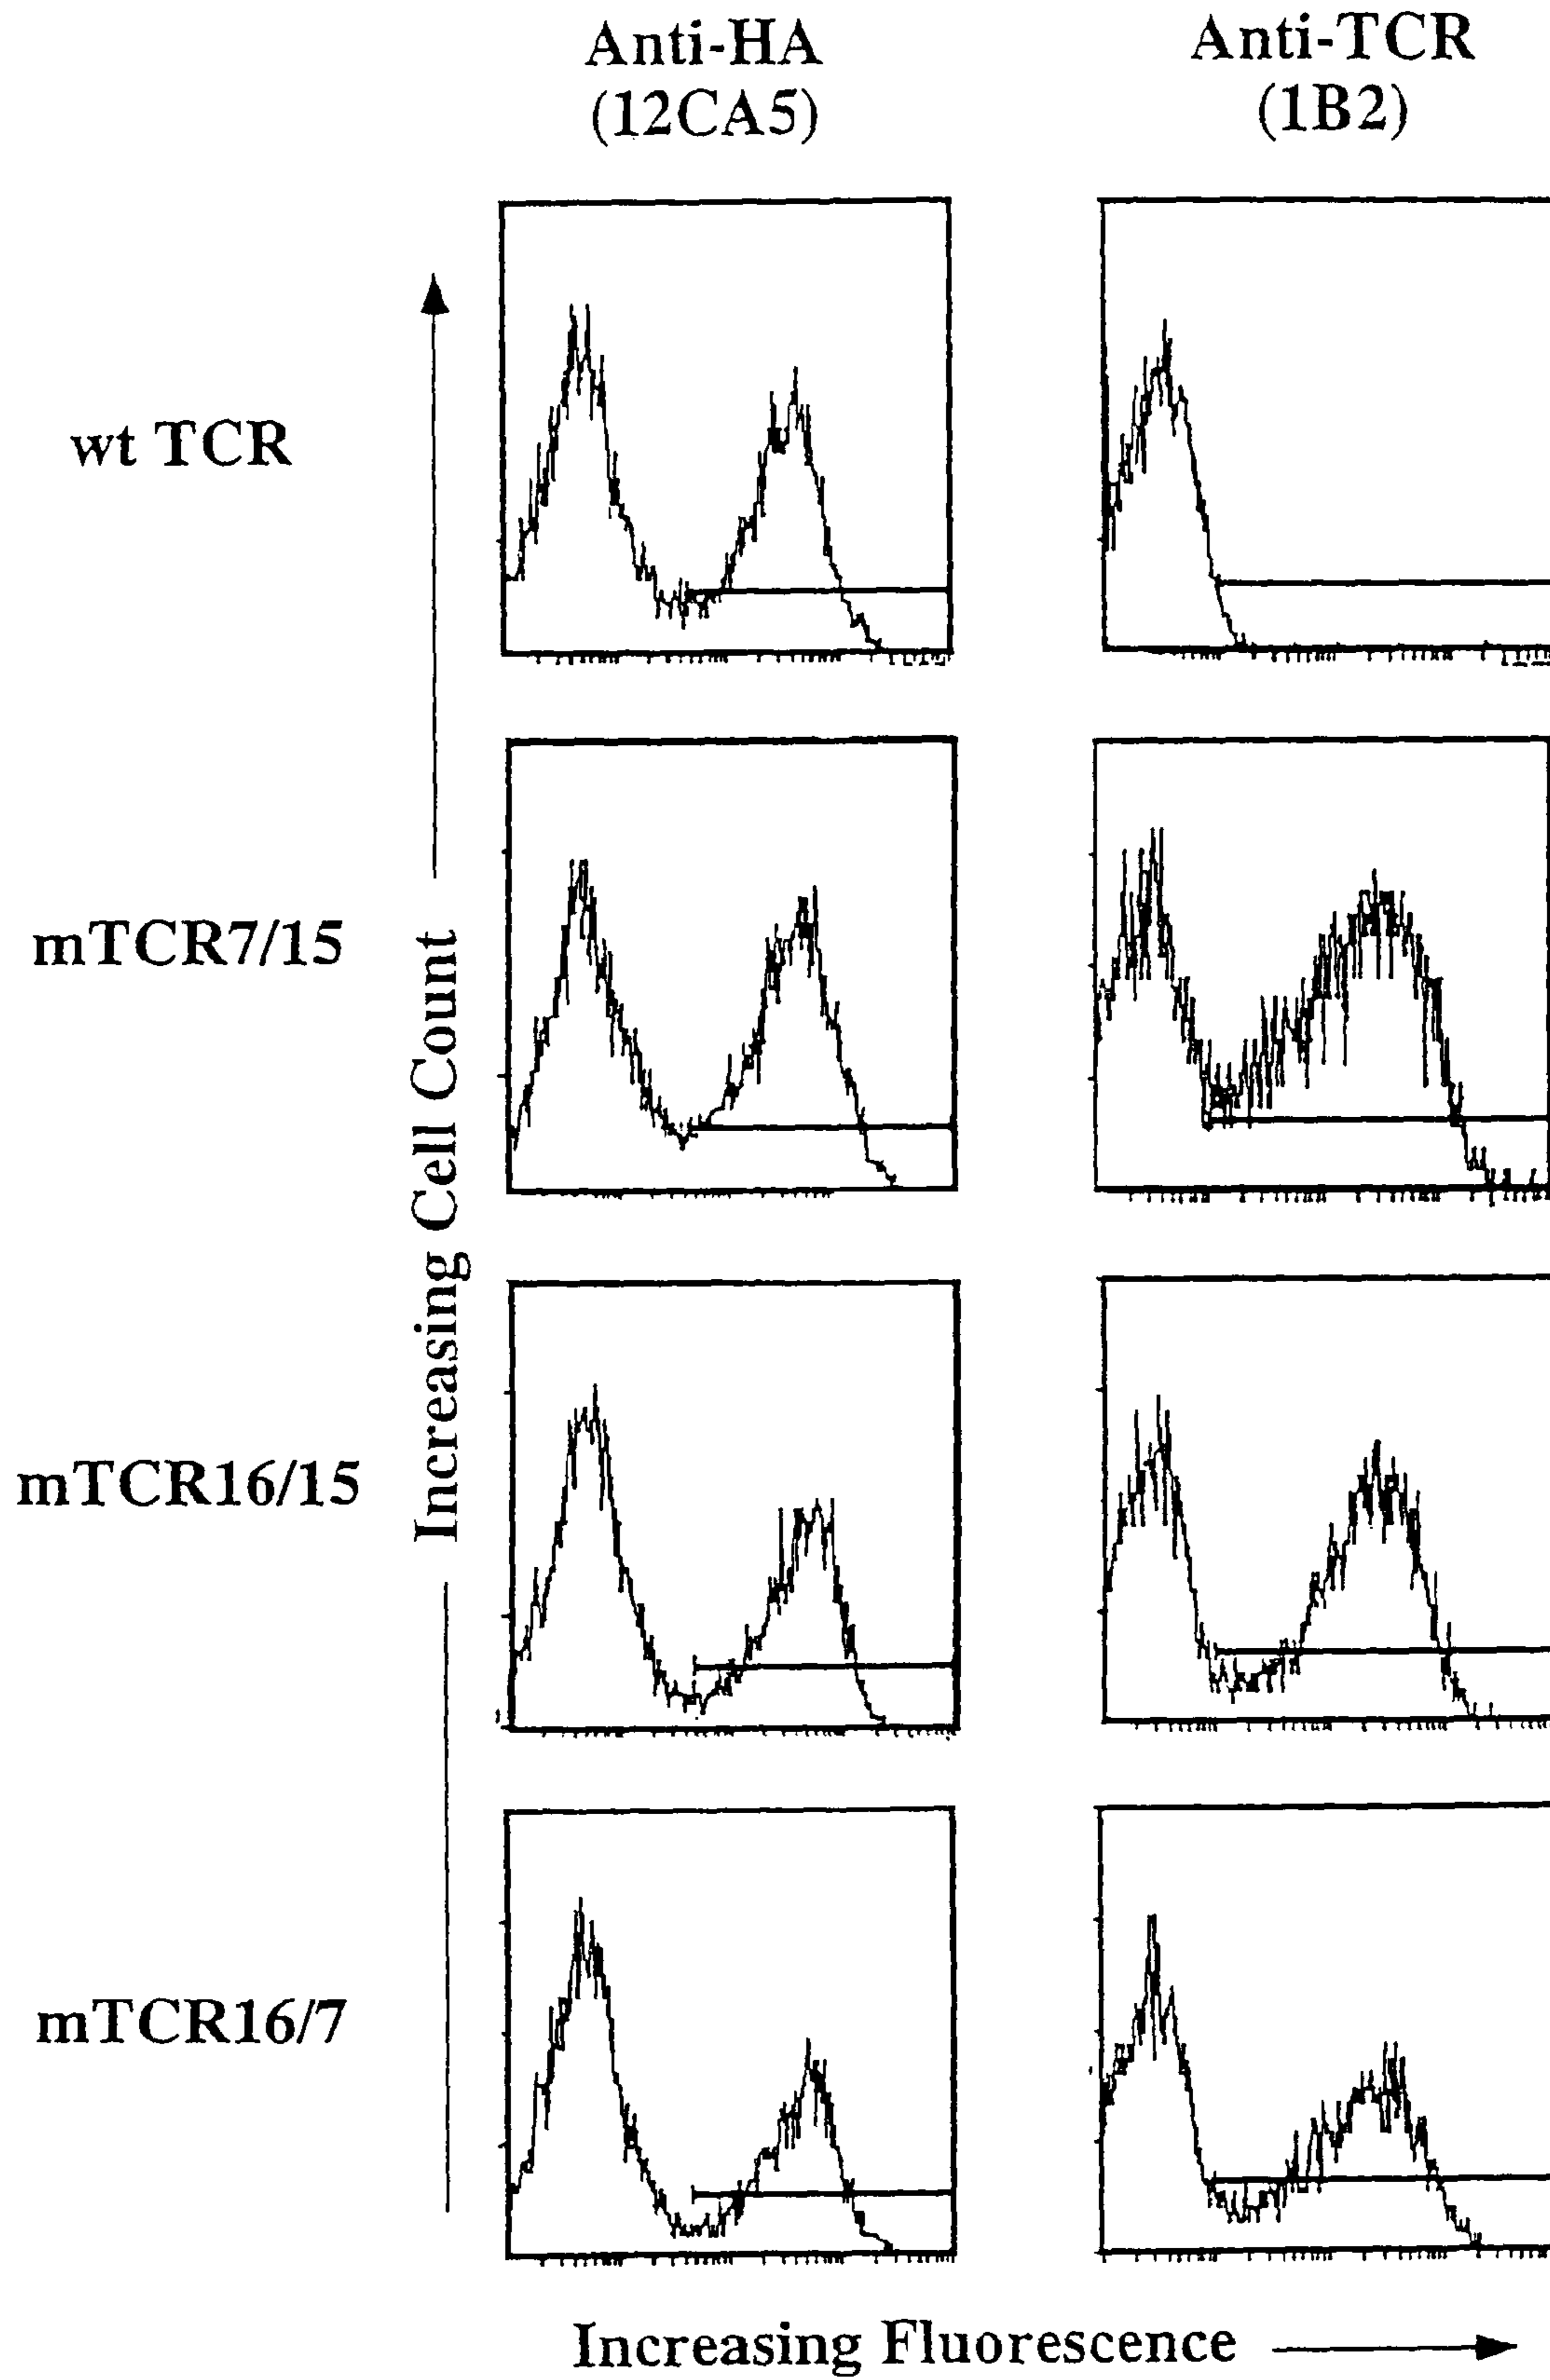 Anti-HA
(12CA5)
Anti-TCR
(1B2)
wt TCR
mTCR7/15
mTCR16/15
mTCR16/7
Increasing Cell Count
Increasing Fluorescence